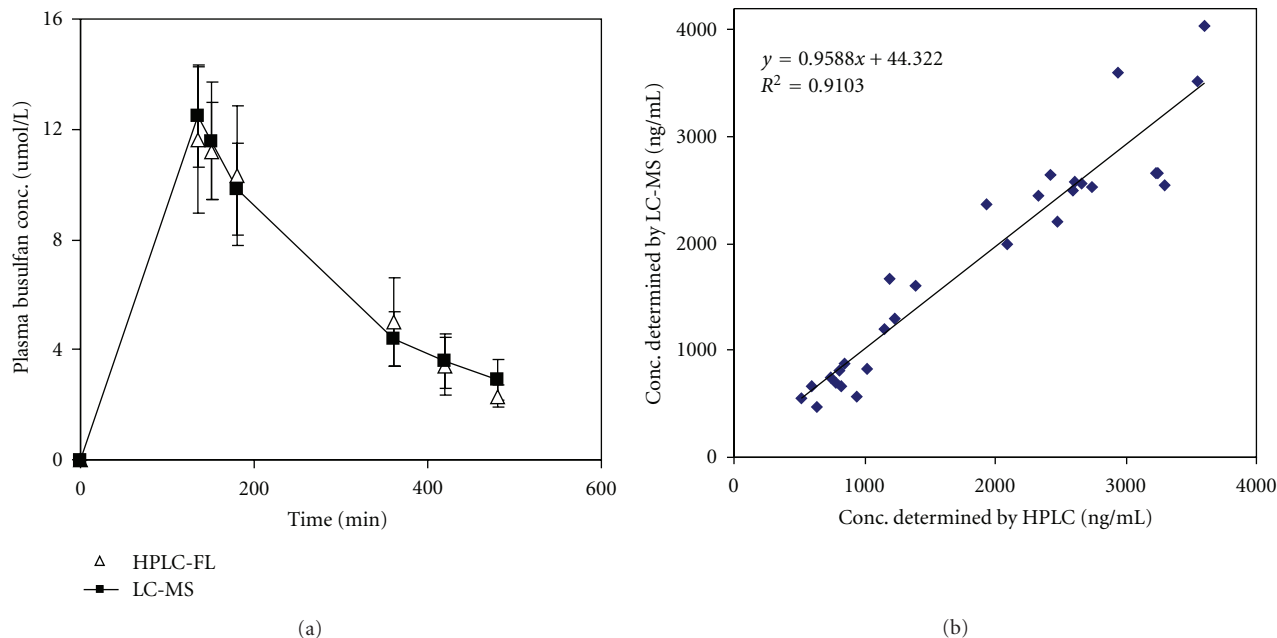 16
12
8
4
0
0
200
400
600
Plasma busulfan conc. (umol/L)
Time (min)
HPLC-FL
LC-MS
(a)
y = 0.9588x + 44.322
R² = 0.9103
4000
3000
2000
1000
0
0
1000
2000
3000
4000
Conc. determined by LC-MS (ng/mL)
Conc. determined by HPLC (ng/mL)
(b)